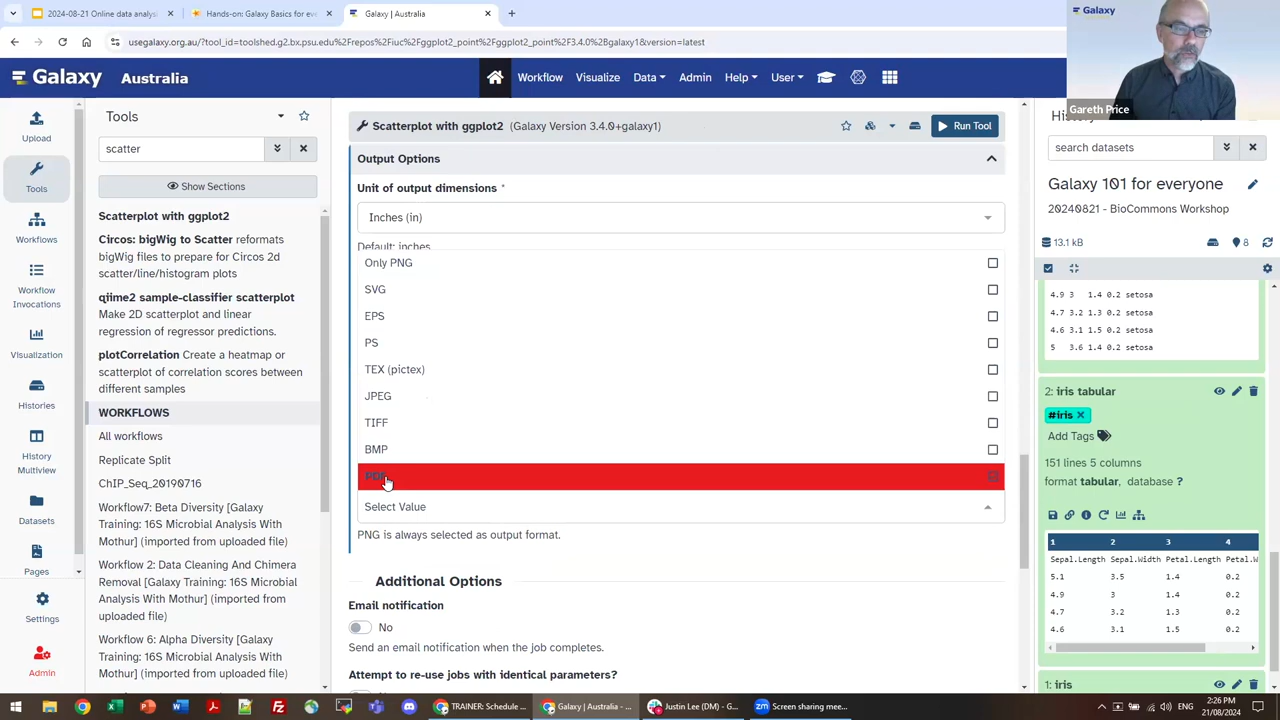 2024-08-21 Online data analysi
Hands-on: Galaxy Basics for ev
Galaxy | Australia
usegalaxy.org.au/?tool_id=toolshed.g2.bx.psu.edu%2Frepos%2Fiuc%2Fggplot2_point%2Fggplot2_point%2F3.4.0%2Bgalaxy1&version=latest
Galaxy
Gareth Price
Galaxy Australia
Workflow
Visualize
Data
Admin
Help
User
Upload
Tools
Workflows
Workflow
Invocations
Visualization
Histories
History
Multiview
Datasets
Pages
Settings
Admin
Tools
scatter
Show Sections
Scatterplot with ggplot2
Circos: bigWig to Scatter reformats
bigWig files to prepare for Circos 2d
scatter/line/histogram plots
qiime2 sample-classifier scatterplot
Make 2D scatterplot and linear
regression of regressor predictions.
plotCorrelation Create a heatmap or
scatterplot of correlation scores between
different samples
WORKFLOWS
All workflows
Replicate Split
ChIP_Seq_20190716
Workflow7: Beta Diversity [Galaxy
Training: 16S Microbial Analysis With
Mothur] (imported from uploaded file)
Workflow 2: Data Cleaning And Chimera
Removal [Galaxy Training: 16S Microbial
Analysis With Mothur] (imported from
uploaded file)
Workflow 6: Alpha Diversity [Galaxy
Training: 16S Microbial Analysis With
Mothur] (imported from uploaded file)
Scatterplot with ggplot2 (Galaxy Version 3.4.0+galaxy1)
Run Tool
Output Options
Unit of output dimensions *
Inches (in)
Default: inches
Only PNG
SVG
EPS
PS
TEX (pictex)
JPEG
TIFF
BMP
PDF
Select Value
PNG is always selected as output format.
Additional Options
Email notification
No
Send an email notification when the job completes.
Attempt to re-use jobs with identical parameters?
search datasets
Galaxy 101 for everyone
20240821 - BioCommons Workshop
13.1 kB
8
4.9 3 1.4 0.2 setosa
4.7 3.2 1.3 0.2 setosa
4.6 3.1 1.5 0.2 setosa
5 3.6 1.4 0.2 setosa
2: iris tabular
#iris
Add Tags
151 lines 5 columns
format tabular, database ?
1 2 3 4
Sepal.Length Sepal.Width Petal.Length Petal.W
5.1 3.5 1.4 0.2
4.9 3 1.4 0.2
4.7 3.2 1.3 0.2
4.6 3.1 1.5 0.2
1: iris
TRAINER: Schedule ...
Galaxy | Australia - ...
Justin Lee (DM) - G...
Screen sharing mee...
2:26 PM
21/08/2024